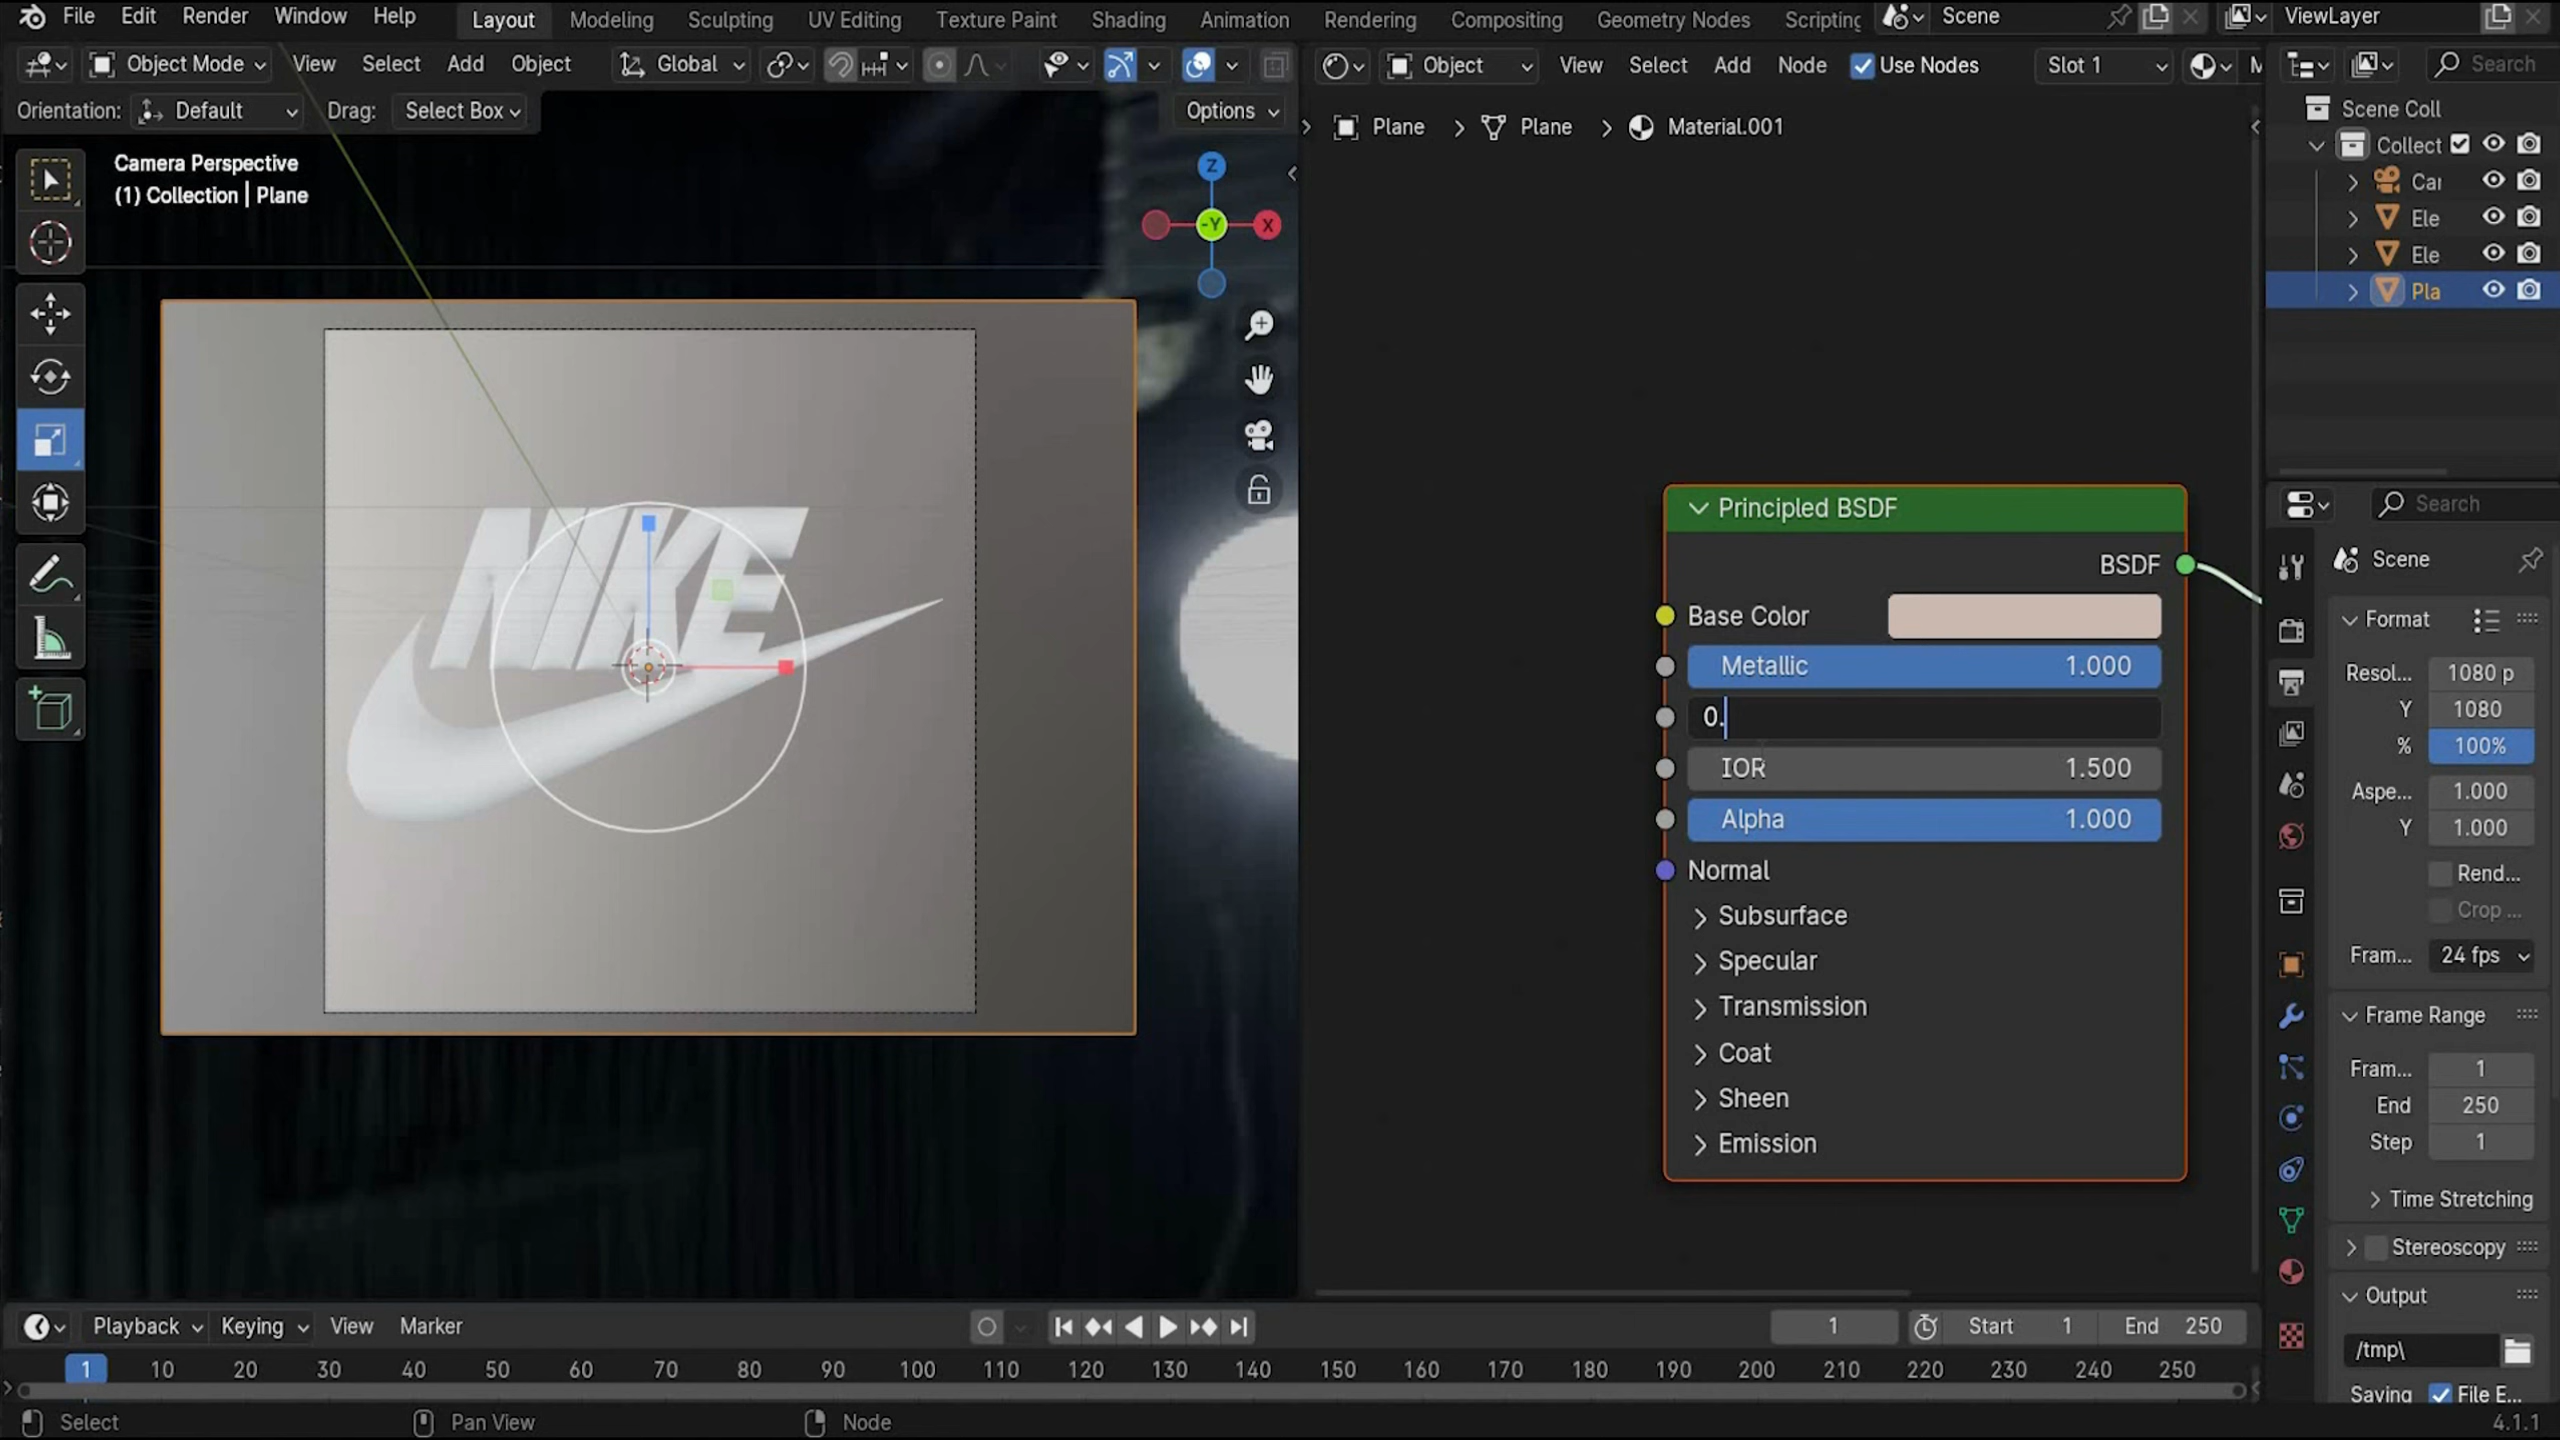 File Edit Render Window Help Layout Modeling Sculpting UV Editing Texture Paint Shading Animation Rendering Compositing Geometry Nodes Scripting Scene ViewLayer
Object Mode View Select Add Object Global Object View Select Add Node Use Nodes Slot 1 M Search
Orientation: Default Drag: Select Box Options
Plane Plane Material.001
Camera Perspective
(1) Collection | Plane
Z
-Y
X
NIKE
Principled BSDF
BSDF
Base Color
Metallic 1.000
0.
IOR 1.500
Alpha 1.000
Normal
Subsurface
Specular
Transmission
Coat
Sheen
Emission
Scene Coll
Collect
Car
Ele
Ele
Pla
Search
Scene
Format
Resol... 1080 p
Y 1080
% 100%
Aspe... 1.000
Y 1.000
Rend...
Crop ...
Fram... 24 fps
Frame Range
Fram... 1
End 250
Step 1
Time Stretching
Stereoscopy
Output
/tmp\
Saving File E...
Playback Keying View Marker 1 Start 1 End 250
1 10 20 30 40 50 60 70 80 90 100 110 120 130 140 150 160 170 180 190 200 210 220 230 240 250
Select Pan View Node 4.1.1